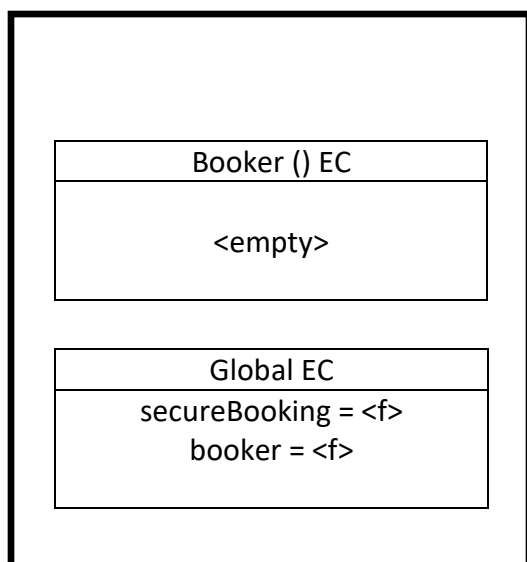 Booker () EC
<empty>
Global EC
secureBooking = <f>
booker = <f>